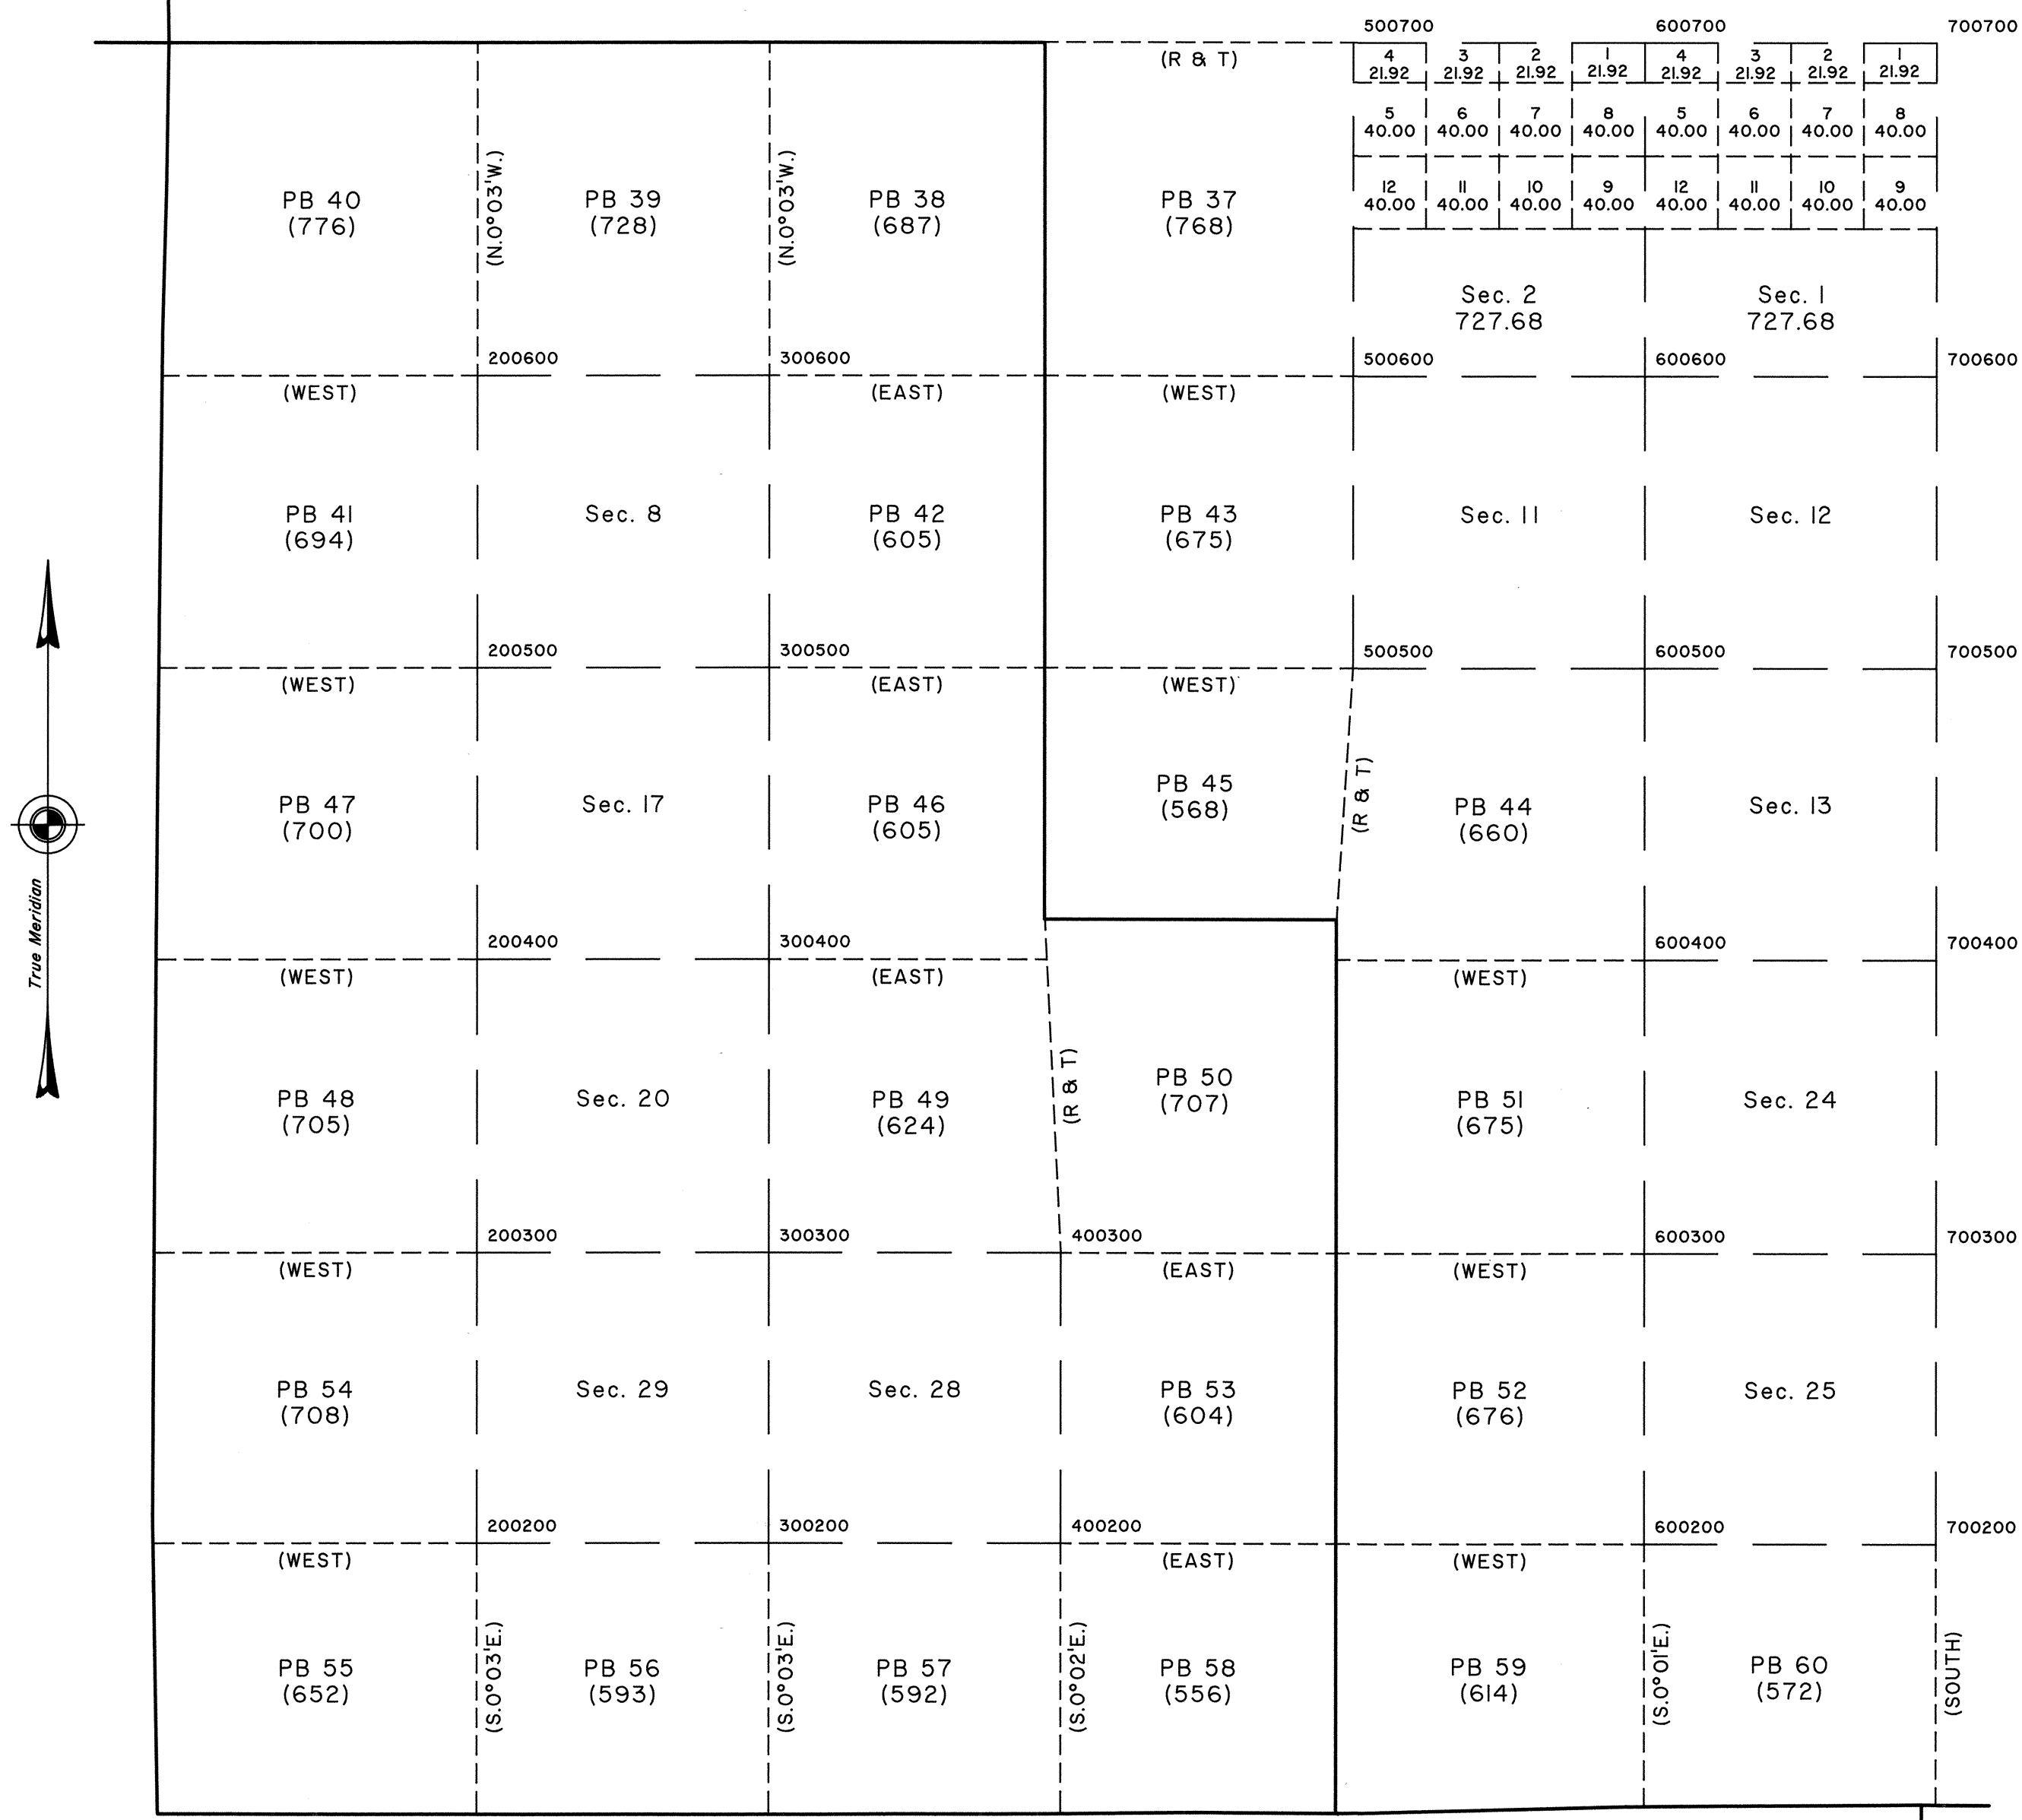 500700 600700 700700
(R & T)
4 3 2 1 4 3 2 1
21.92 21.92 21.92 21.92 21.92 21.92 21.92 21.92
5 6 7 8 5 6 7 8
40.00 40.00 40.00 40.00 40.00 40.00 40.00 40.00
12 11 10 9 12 11 10 9
40.00 40.00 40.00 40.00 40.00 40.00 40.00 40.00
PB 40 PB 39 PB 38 PB 37
(776) (728) (687) (768)
(N.0°03'W.) (N.0°03'W.)
Sec. 2 Sec. 1
727.68 727.68
200600 300600 500600 600600 700600
(WEST) (EAST) (WEST)
PB 41 Sec. 8 PB 42 PB 43 Sec. 11 Sec. 12
(694) (605) (675)
200500 300500 500500 600500 700500
(WEST) (EAST) (WEST)
PB 47 Sec. 17 PB 46 PB 45 PB 44 Sec. 13
(700) (605) (568) (660)
(R & T)
200400 300400 600400 700400
(WEST) (EAST) (WEST)
True Meridian
PB 48 Sec. 20 PB 49 PB 50 PB 51 Sec. 24
(705) (624) (707) (675)
(R & T)
200300 300300 400300 600300 700300
(WEST) (EAST) (WEST)
PB 54 Sec. 29 Sec. 28 PB 53 PB 52 Sec. 25
(708) (604) (676)
200200 300200 400200 600200 700200
(WEST) (EAST) (WEST)
PB 55 PB 56 PB 57 PB 58 PB 59 PB 60
(652) (593) (592) (556) (614) (572)
(S.0°03'E.) (S.0°03'E.) (S.0°02'E.) (S.0°01'E.) (SOUTH)